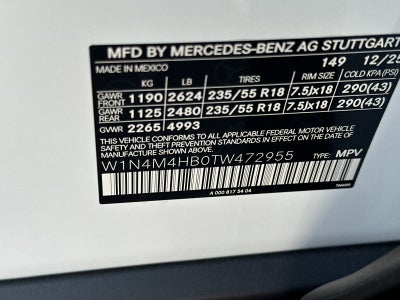 MFD BY MERCEDES-BENZ AG STUTTGART
MADE IN MEXICO 149 12/25
KG LB TIRES RIM SIZE COLD KPA (PSI)
GAWR FRONT 1190 2624 235/55 R18 7.5Jx18 290(43)
GAWR REAR 1125 2480 235/55 R18 7.5Jx18 290(43)
GVWR 2265 4993
THIS VEHICLE CONFORMS TO ALL APPLICABLE FEDERAL MOTOR VEHICLE
SAFETY AND THEFT PREVENTION STANDARDS IN
EFFECT ON THE DATE OF MANUFACTURE SHOWN ABOVE.
W1N4M4HB0TW472955 TYPE: MPV
A 000 817 54 04